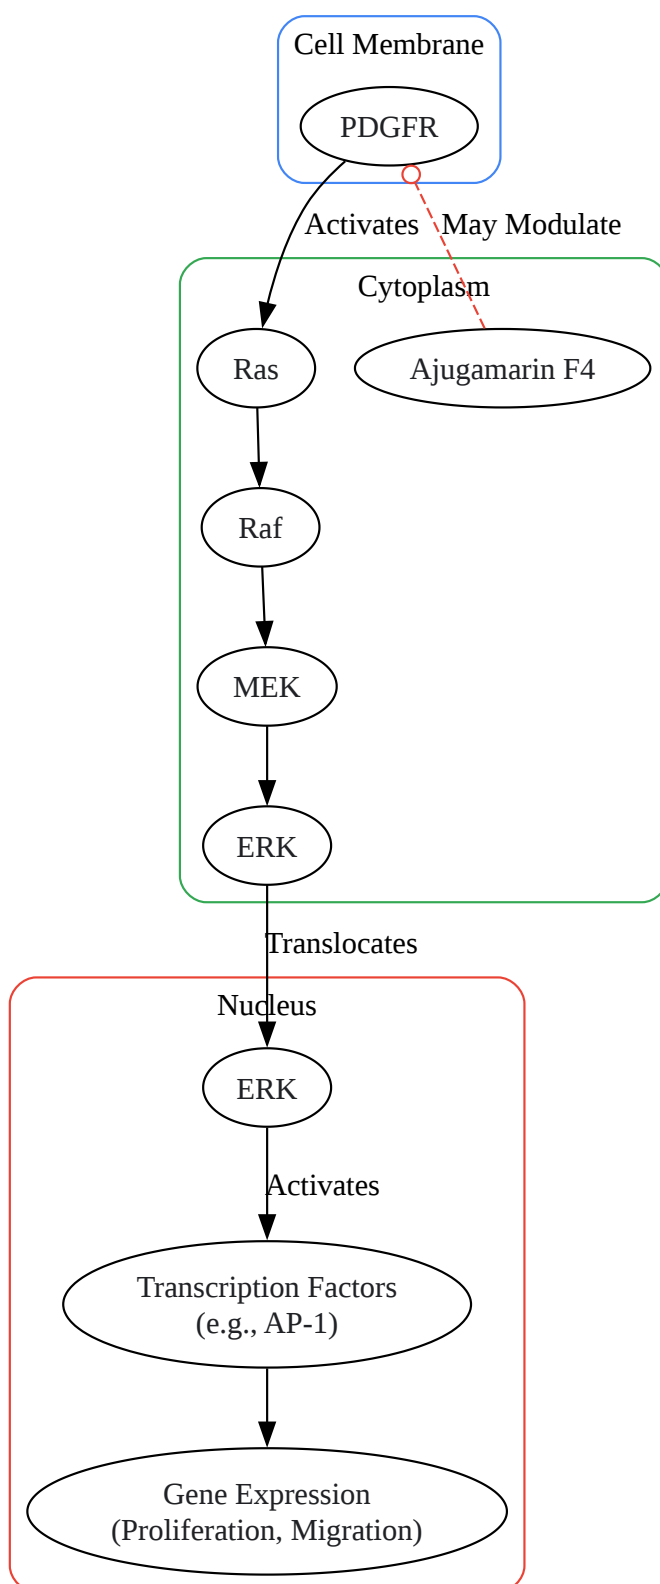 Cell Membrane
PDGFR
Activates
May Modulate
Cytoplasm
Ras
Ajugamarin F4
Raf
MEK
ERK
Translocates
Nucleus
ERK
Activates
Transcription Factors
(e.g., AP-1)
Gene Expression
(Proliferation, Migration)